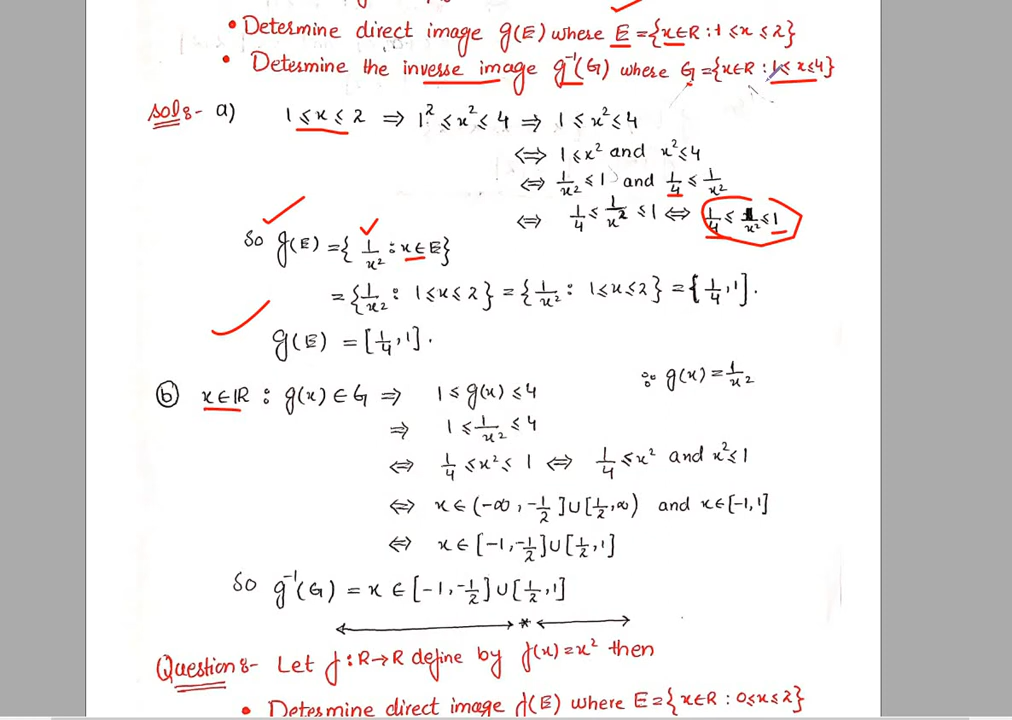 • Determine direct image g(E) where E = {x∈R : 1 ≤ x ≤ 2}
• Determine the inverse image g⁻¹(G) where G = {x∈R : 1 ≤ x ≤ 4}
Sol:- a) 1 ≤ x ≤ 2 ⇒ 1² ≤ x² ≤ 4 ⇒ 1 ≤ x² ≤ 4
⇔ 1 ≤ x² and x² ≤ 4
⇔ 1/x² ≤ 1 and 1/4 ≤ 1/x²
⇔ 1/4 ≤ 1/x² ≤ 1 ⇔ 1/4 ≤ 1/x² ≤ 1
So g(E) = { 1/x² : x ∈ E}
= {1/x² : 1 ≤ x ≤ 2} = {1/x² : 1 ≤ x ≤ 2} = [1/4, 1].
g(E) = [1/4, 1].
∵ g(x) = 1/x²
(b) x ∈ R : g(x) ∈ G ⇒ 1 ≤ g(x) ≤ 4
⇒ 1 ≤ 1/x² ≤ 4
⇔ 1/4 ≤ x² ≤ 1 ⇔ 1/4 ≤ x² and x² ≤ 1
⇔ x ∈ (-∞, -1/2] ∪ [1/2, ∞) and x ∈ [-1, 1]
⇔ x ∈ [-1, -1/2] ∪ [1/2, 1]
So g⁻¹(G) = x ∈ [-1, -1/2] ∪ [1/2, 1]
*
Question:- Let f : R→R define by f(x) = x² then
• Determine direct image f(E) where E = {x∈R : 0 ≤ x ≤ 2}